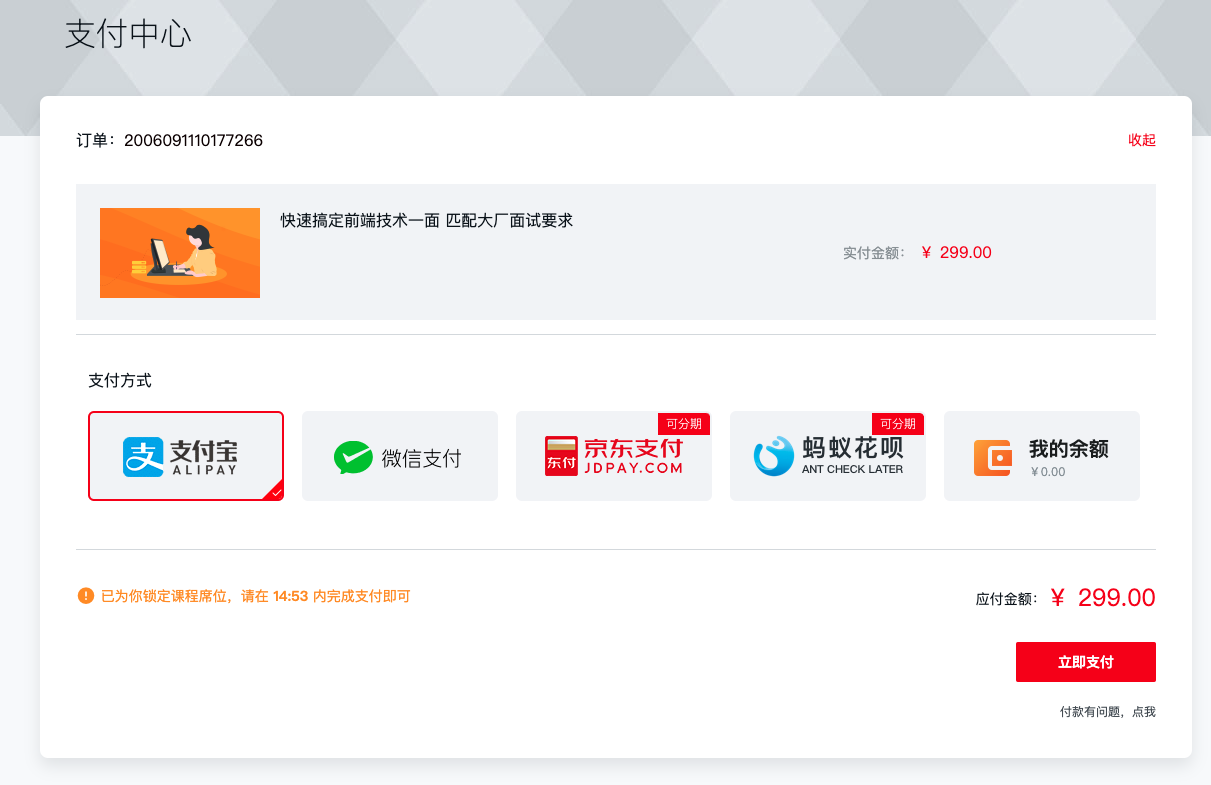 支付中心
订单：2006091110177266
收起
快速搞定前端技术一面 匹配大厂面试要求
实付金额： ¥ 299.00
支付方式
支 支付宝
ALIPAY
微信支付
可分期
东付 京东支付
JDPAY.COM
可分期
蚂蚁花呗
ANT CHECK LATER
我的余额
¥0.00
已为你锁定课程席位，请在 14:53 内完成支付即可
应付金额： ¥ 299.00
立即支付
付款有问题，点我